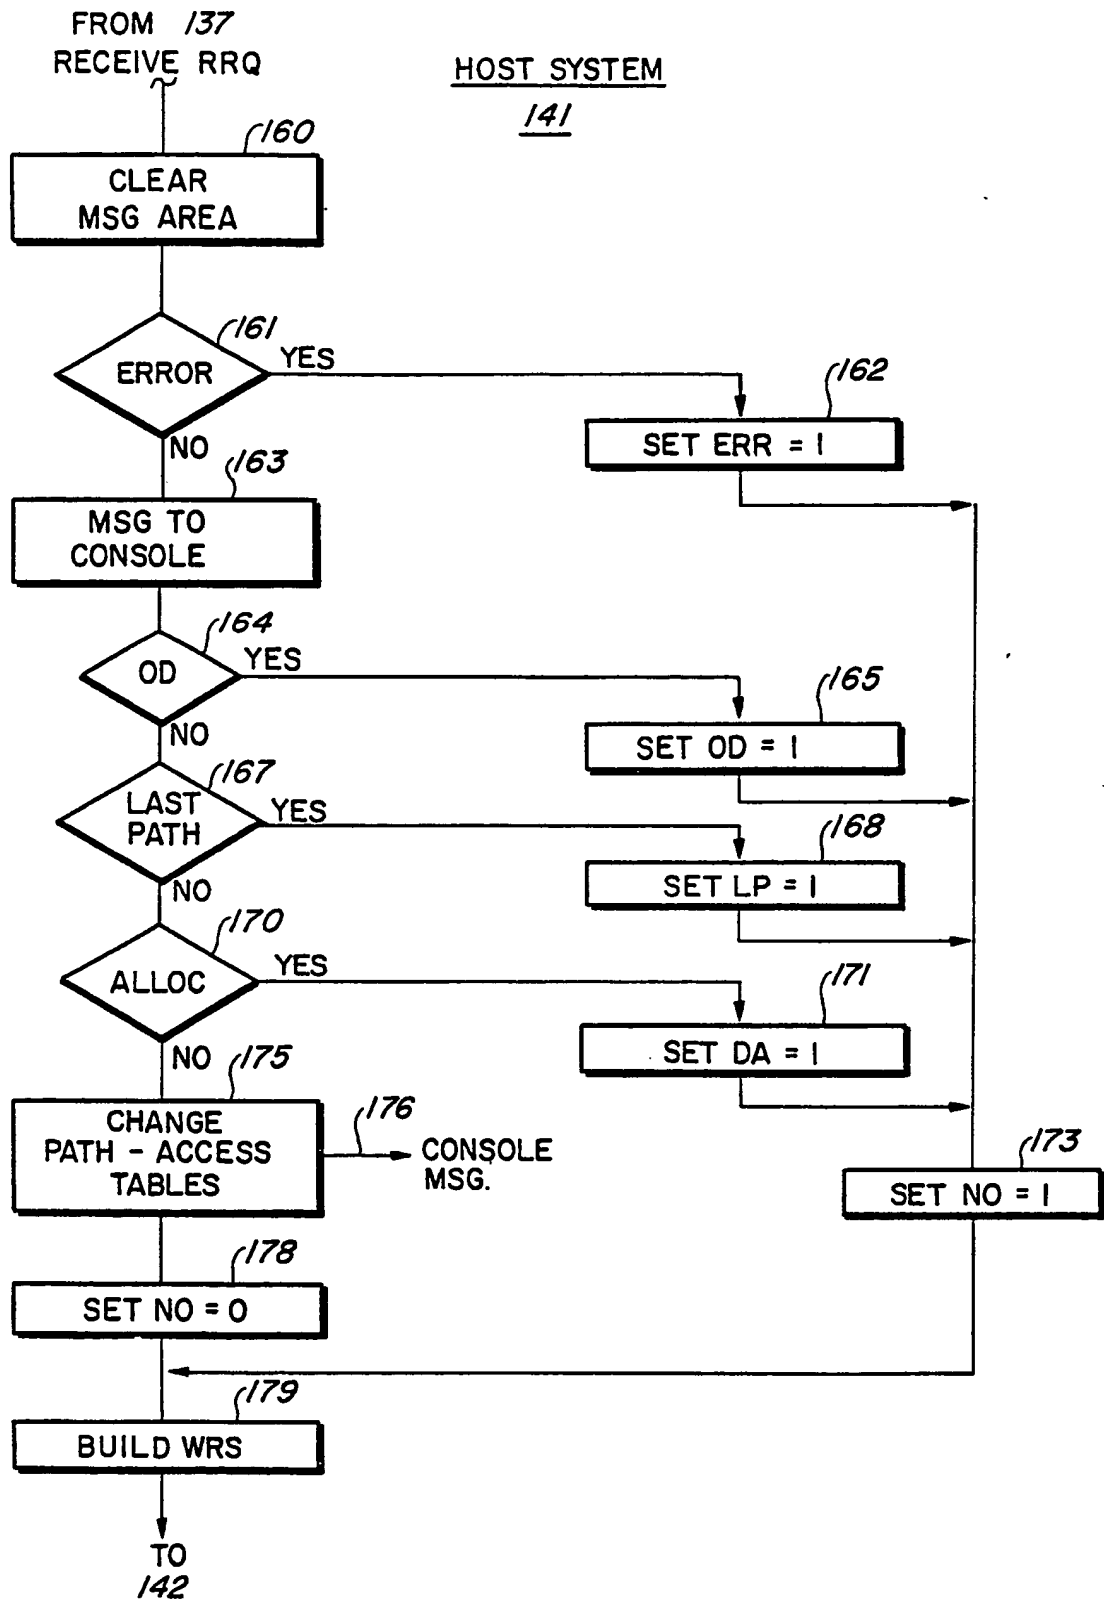 FROM 137
RECEIVE RRQ
HOST SYSTEM
141
160
CLEAR
MSG AREA
161
ERROR
YES
NO
162
SET ERR = 1
163
MSG TO
CONSOLE
164
OD
YES
NO
165
SET OD = 1
167
LAST
PATH
YES
NO
168
SET LP = 1
170
ALLOC
YES
NO
171
SET DA = 1
175
CHANGE
PATH - ACCESS
TABLES
176
CONSOLE
MSG.
173
SET NO = 1
178
SET NO = 0
179
BUILD WRS
TO
142